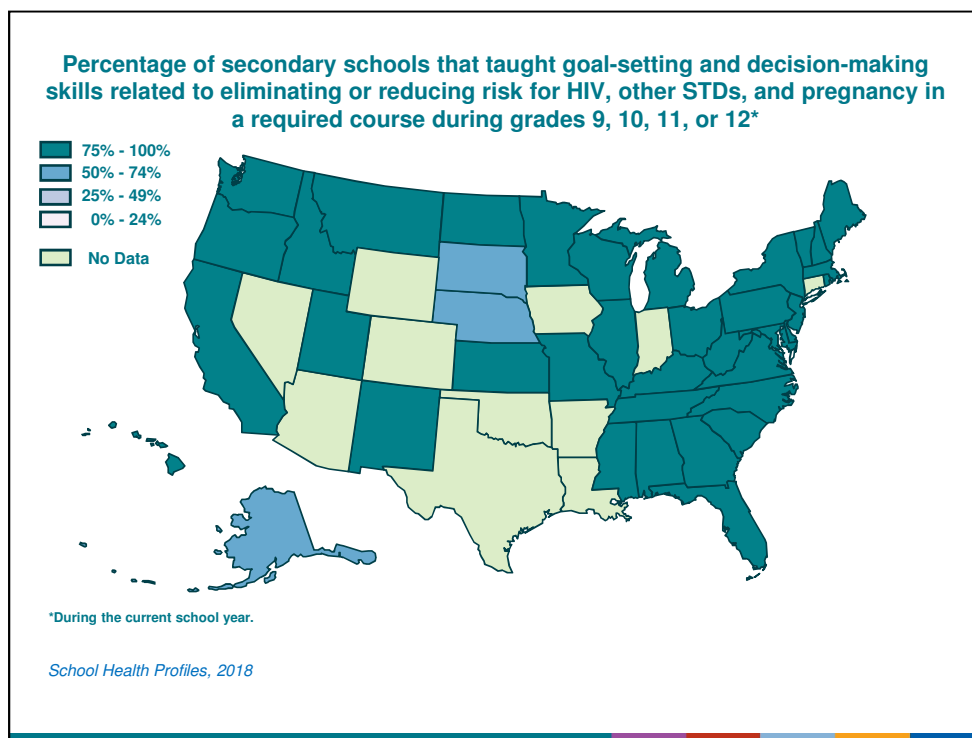 Percentage of secondary schools that taught goal-setting and decision-making
skills related to eliminating or reducing risk for HIV, other STDs, and pregnancy in
a required course during grades 9, 10, 11, or 12*
75% - 100%
50% - 74%
25% - 49%
0% - 24%
No Data
*During the current school year.
School Health Profiles, 2018